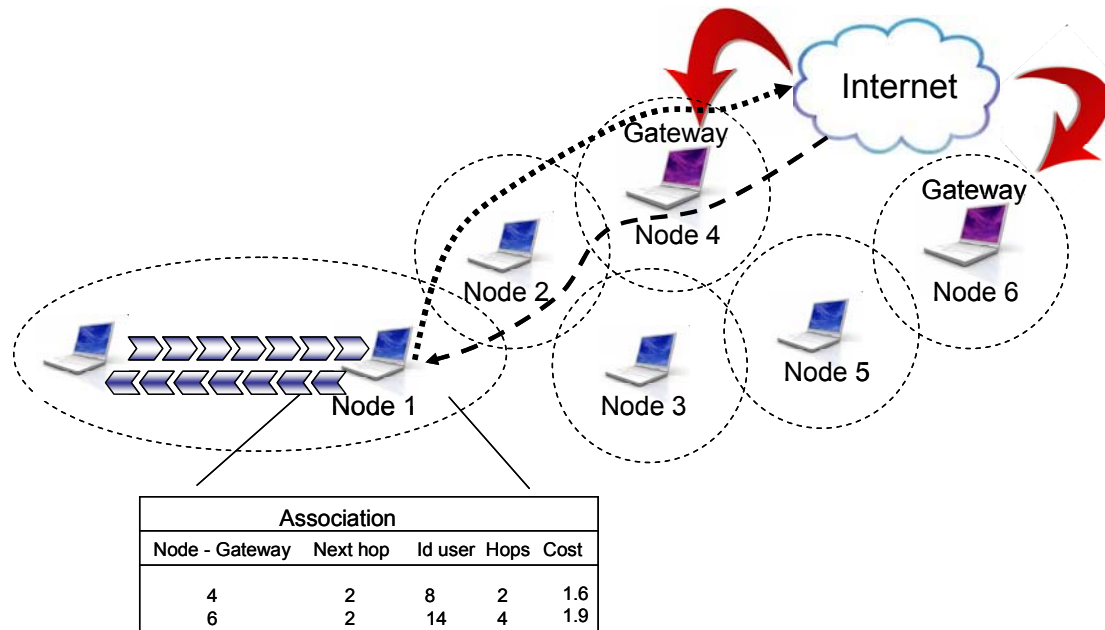 Internet
Gateway
Gateway
Node 4
Node 6
Node 2
Node 5
Node 1
Node 3
Association
Node - Gateway Next hop Id user Hops Cost
4 2 8 2 1.6
6 2 14 4 1.9